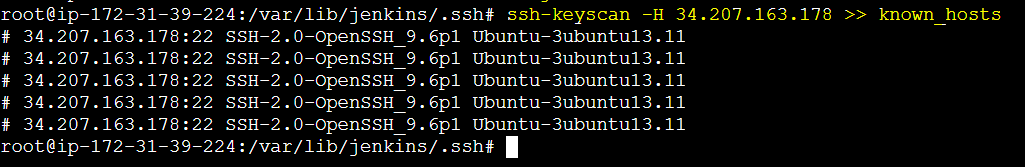 root@ip-172-31-39-224:/var/lib/jenkins/.ssh# ssh-keyscan -H 34.207.163.178 >> known_hosts
# 34.207.163.178:22 SSH-2.0-OpenSSH_9.6p1 Ubuntu-3ubuntu13.11
# 34.207.163.178:22 SSH-2.0-OpenSSH_9.6p1 Ubuntu-3ubuntu13.11
# 34.207.163.178:22 SSH-2.0-OpenSSH_9.6p1 Ubuntu-3ubuntu13.11
# 34.207.163.178:22 SSH-2.0-OpenSSH_9.6p1 Ubuntu-3ubuntu13.11
# 34.207.163.178:22 SSH-2.0-OpenSSH_9.6p1 Ubuntu-3ubuntu13.11
root@ip-172-31-39-224:/var/lib/jenkins/.ssh#